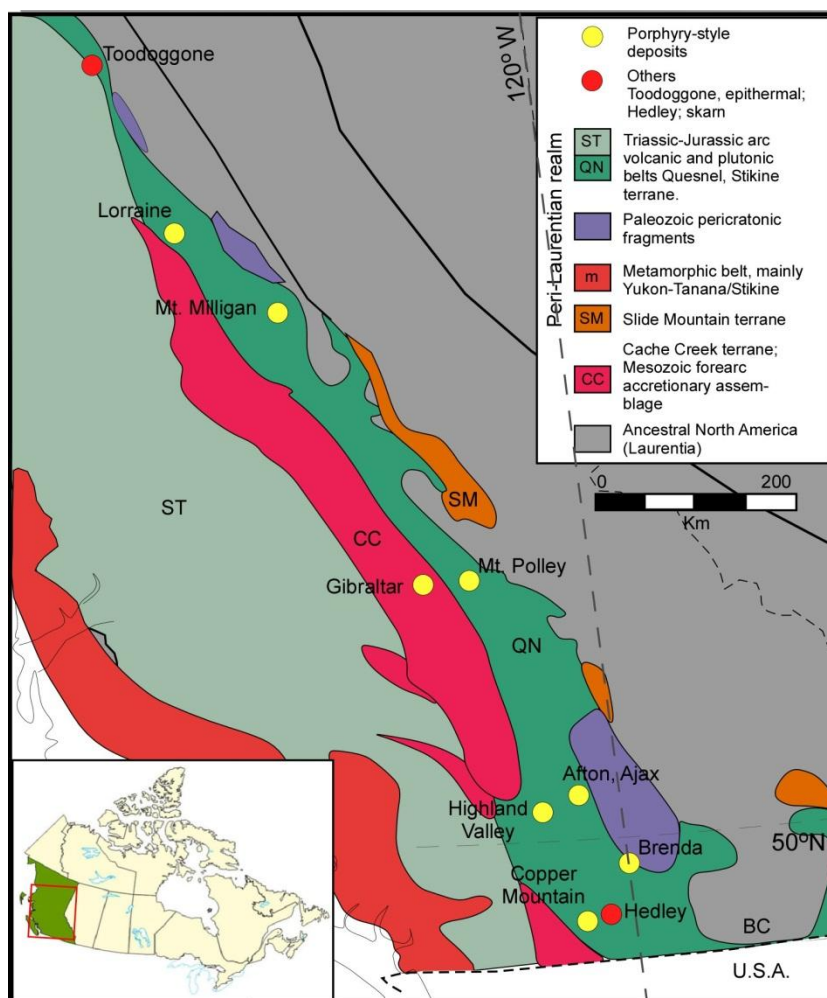 Toodoggone
Lorraine
Mt. Milligan
ST
SM
CC
Gibraltar
Mt. Polley
QN
Afton, Ajax
Highland
Valley
Brenda
Copper
Mountain
Hedley
BC
U.S.A.
50oN
120o W
Peri-Laurentian realm
Porphyry-style
deposits
Others
Toodoggone, epithermal;
Hedley; skarn
ST
QN
Triassic-Jurassic arc
volcanic and plutonic
belts Quesnel, Stikine
terrane.
Paleozoic pericratonic
fragments
m
Metamorphic belt, mainly
Yukon-Tanana/Stikine
SM
Slide Mountain terrane
CC
Cache Creek terrane;
Mesozoic forearc
accretionary assem-
blage
Ancestral North America
(Laurentia)
0 200
Km